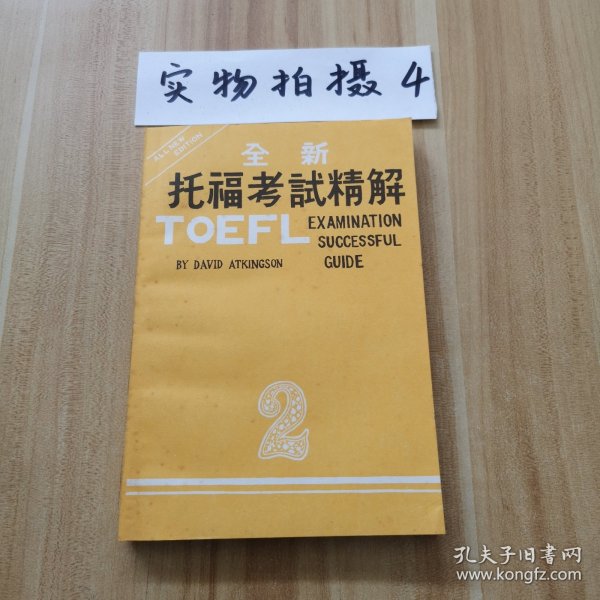 实物拍摄4
ALL NEW
EDITION
全新
托福考試精解
TOEFL EXAMINATION
SUCCESSFUL
GUIDE
BY DAVID ATKINGSON
2
孔夫子旧书网
www.kongfz.com